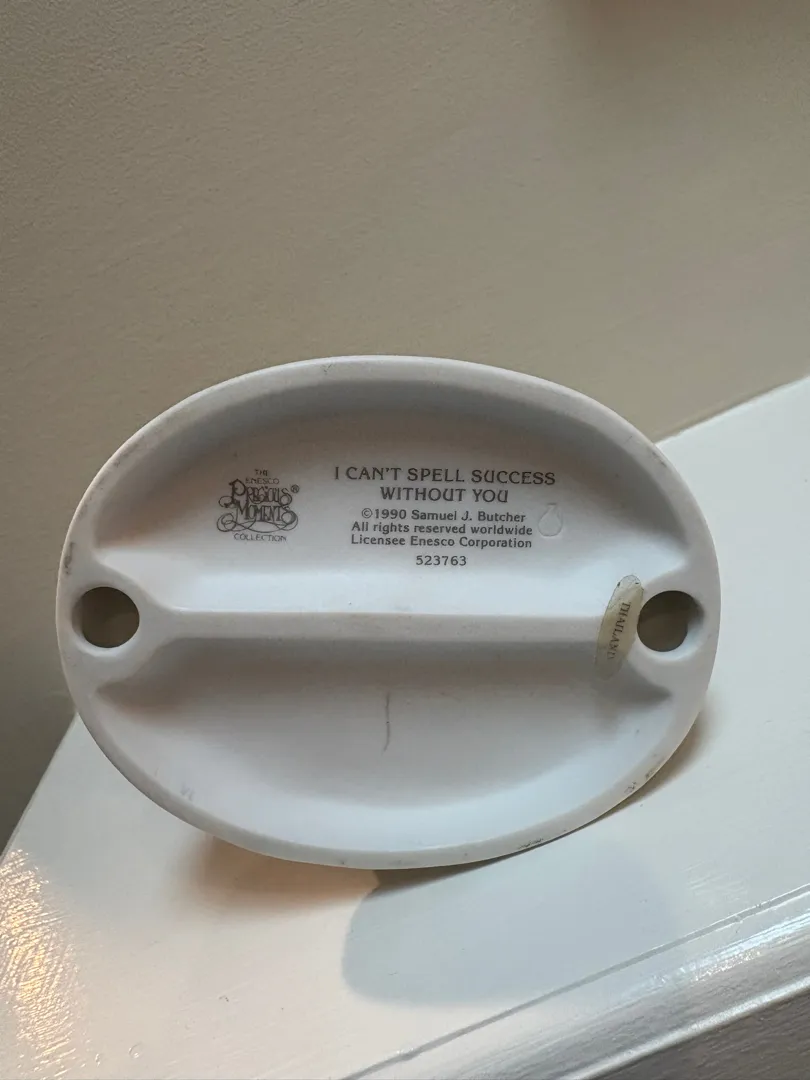 THE
ENESCO
PRECIOUS
MOMENTS®
COLLECTION
I CAN'T SPELL SUCCESS
WITHOUT YOU
©1990 Samuel J. Butcher
All rights reserved worldwide
Licensee Enesco Corporation
523763
THAILAND